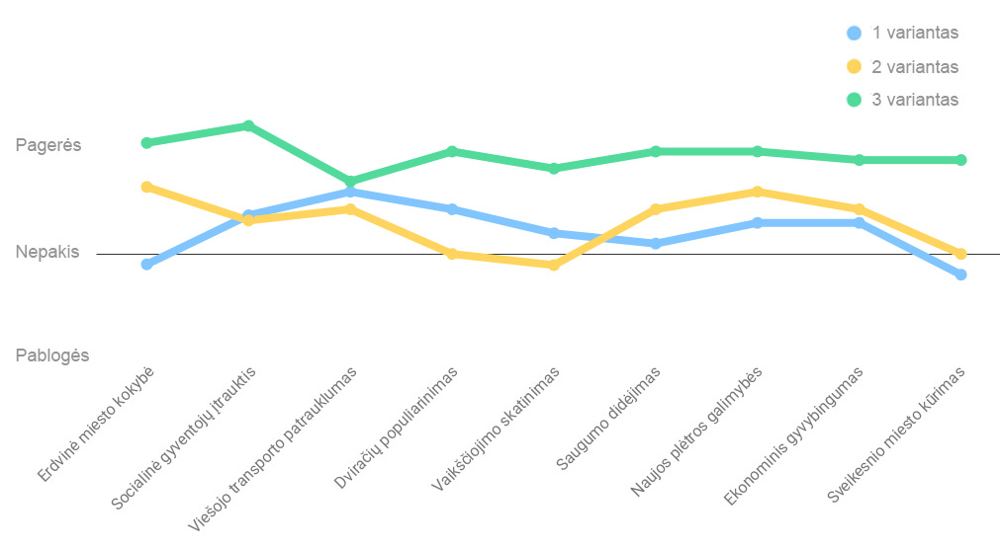 1 variantas
2 variantas
3 variantas
Pagerės
Nepakis
Pablogės
Erdvinė miesto kokybė
Socialinė gyventojų įtrauktis
Viešojo transporto patrauklumas
Dviračių populiarinimas
Vaikščiojimo skatinimas
Saugumo didėjimas
Naujos plėtros galimybės
Ekonominis gyvybingumas
Sveikesnio miesto kūrimas